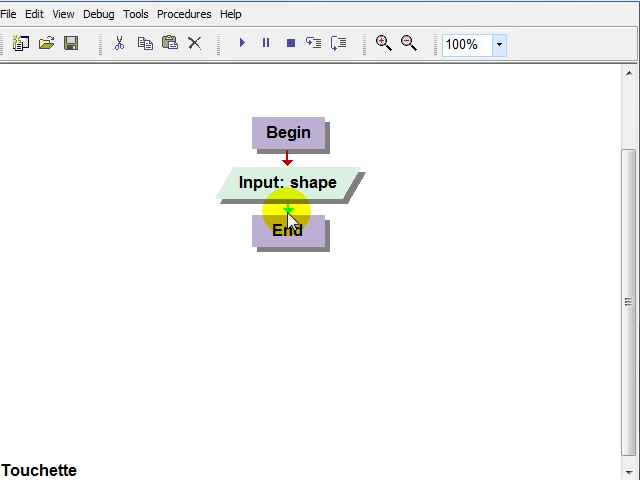 File Edit View Debug Tools Procedures Help
100%
Begin
Input: shape
End
Touchette